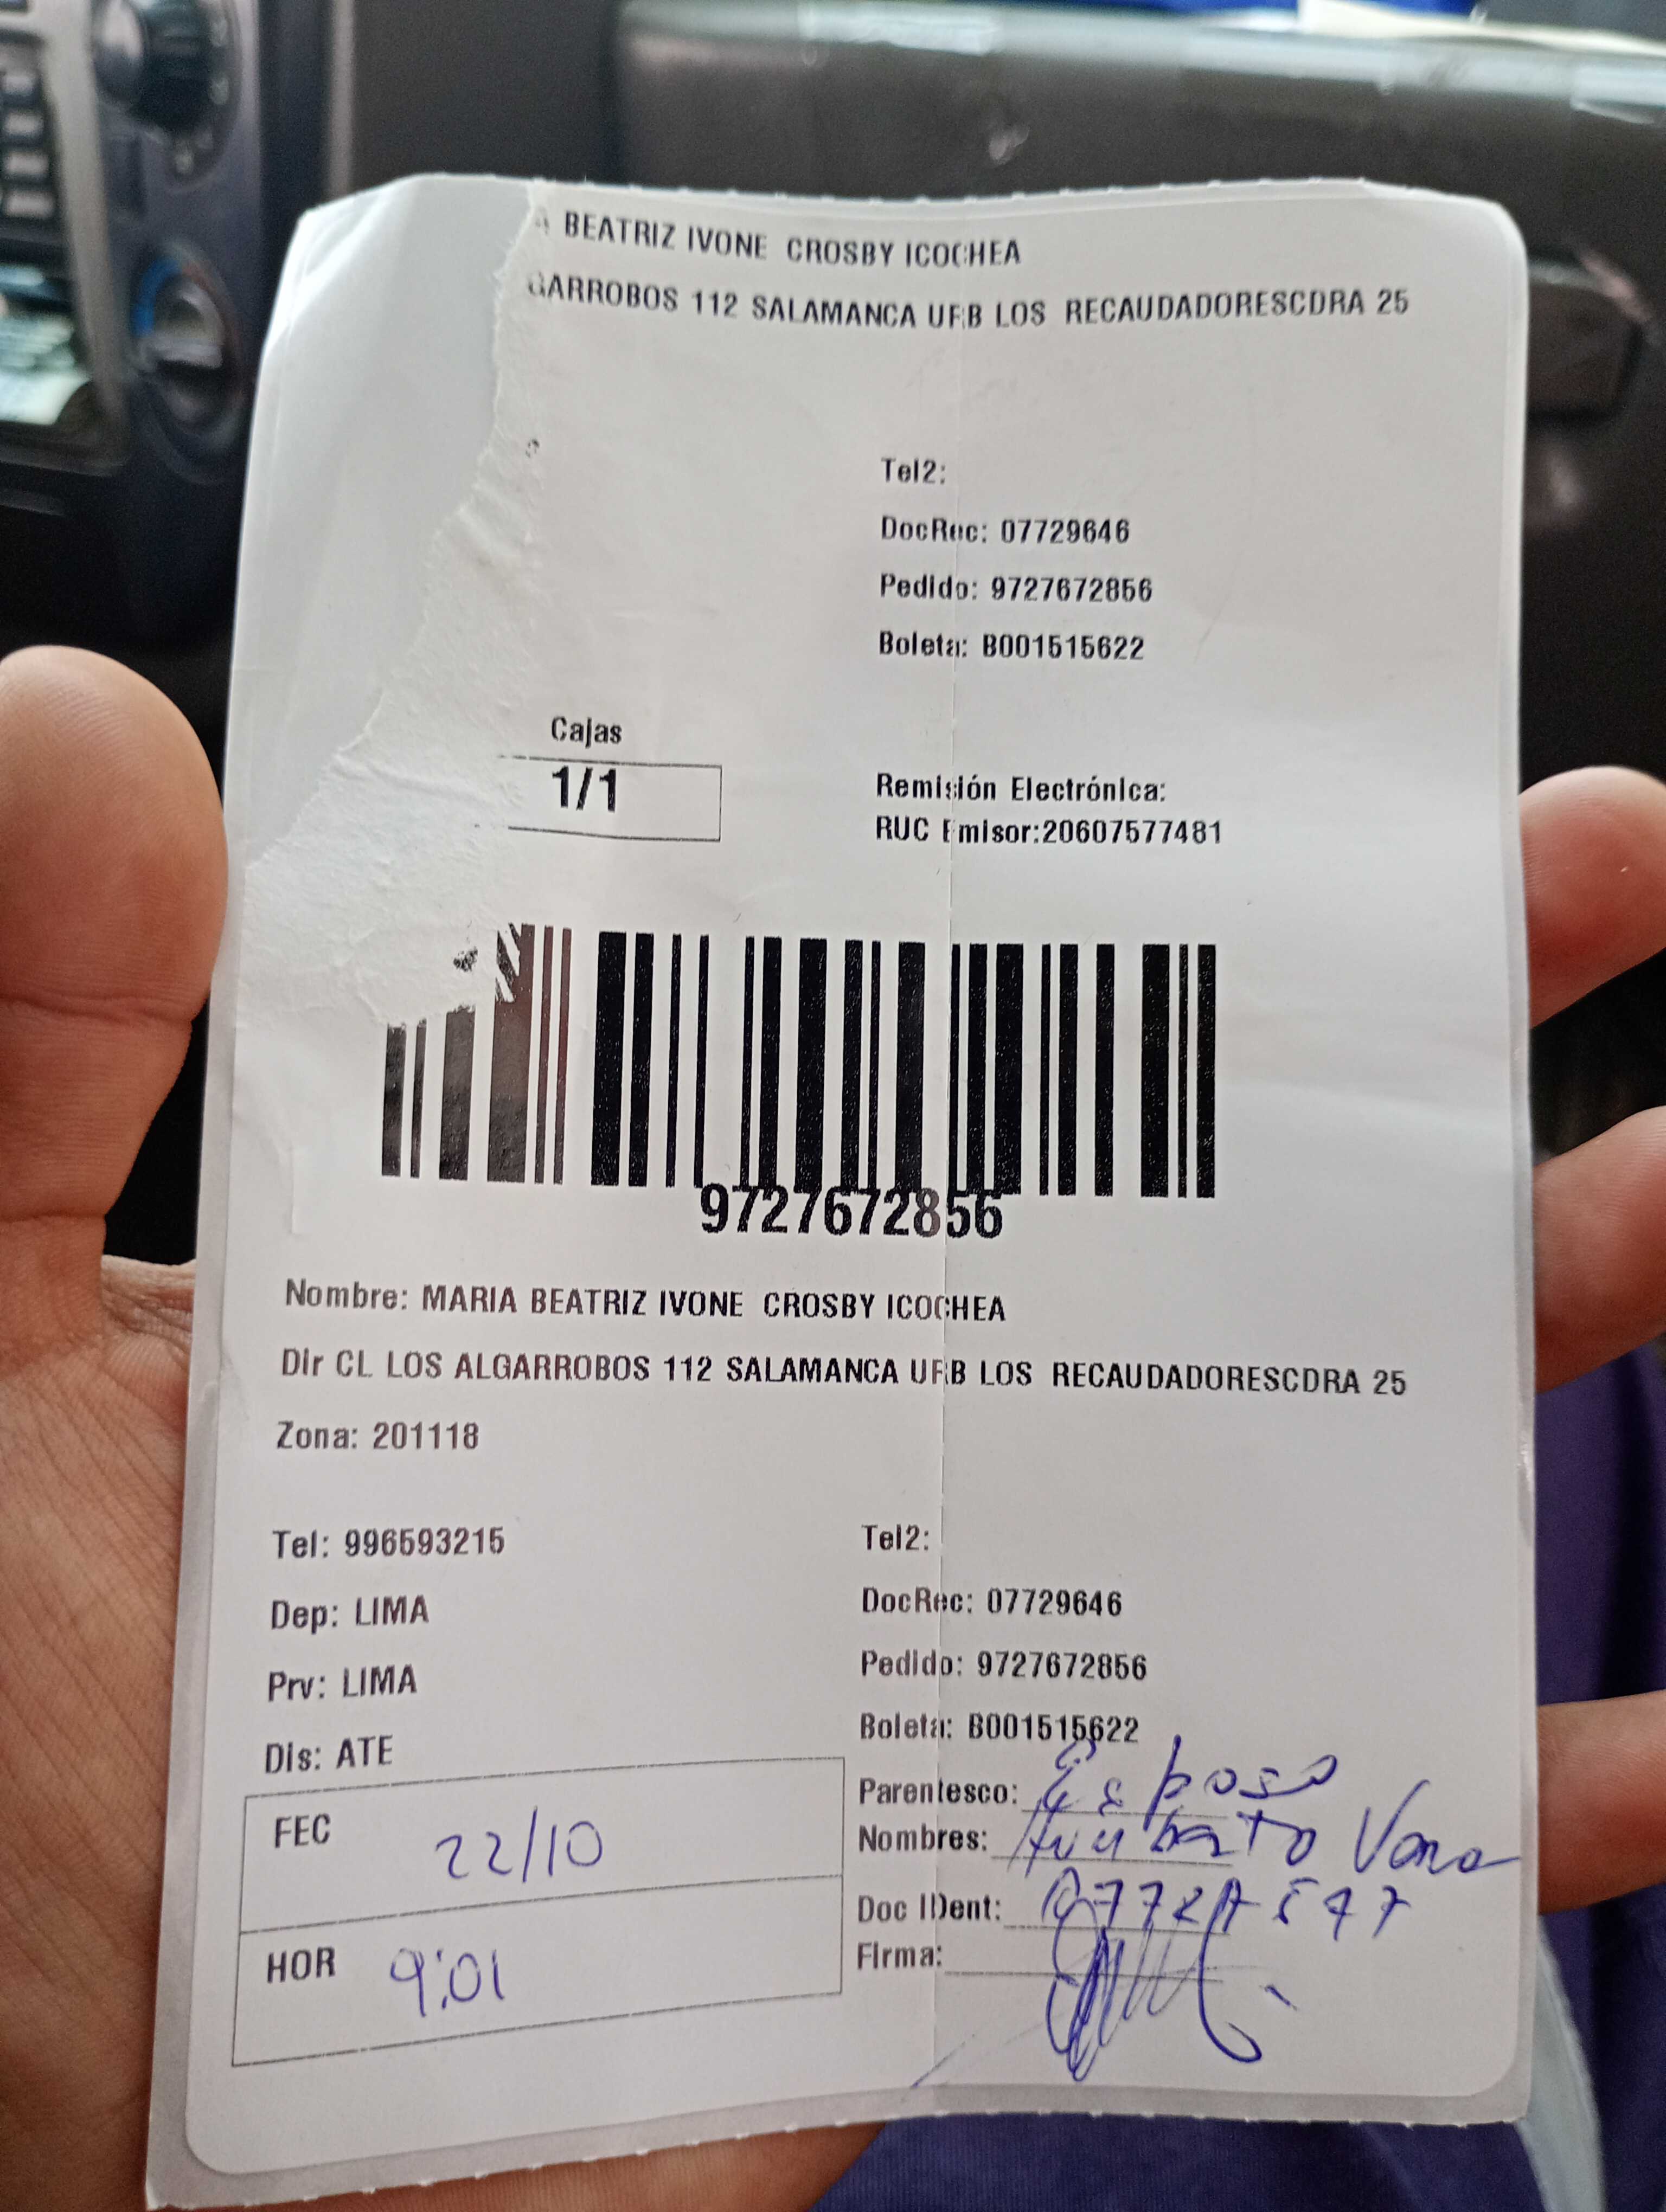 BEATRIZ IVONE CROSBY ICOCHEA
GARROBOS 112 SALAMANCA URB LOS RECAUDADORESCDRA 25
Tel2:
DocRec: 07729646
Pedido: 9727672856
Boleta: B001515622
Cajas
1/1
Remisión Electrónica:
RUC Emisor:20607577481
9727672856
Nombre: MARIA BEATRIZ IVONE CROSBY ICOCHEA
Dir CL LOS ALGARROBOS 112 SALAMANCA URB LOS RECAUDADORESCDRA 25
Zona: 201118
Tel: 996593215 Tel2:
Dep: LIMA DocRec: 07729646
Prv: LIMA Pedido: 9727672856
Dis: ATE Boleta: B001515622
Parentesco: Esposo
FEC 22/10 Nombres:
Doc IDent:
HOR 9:01 Firma: